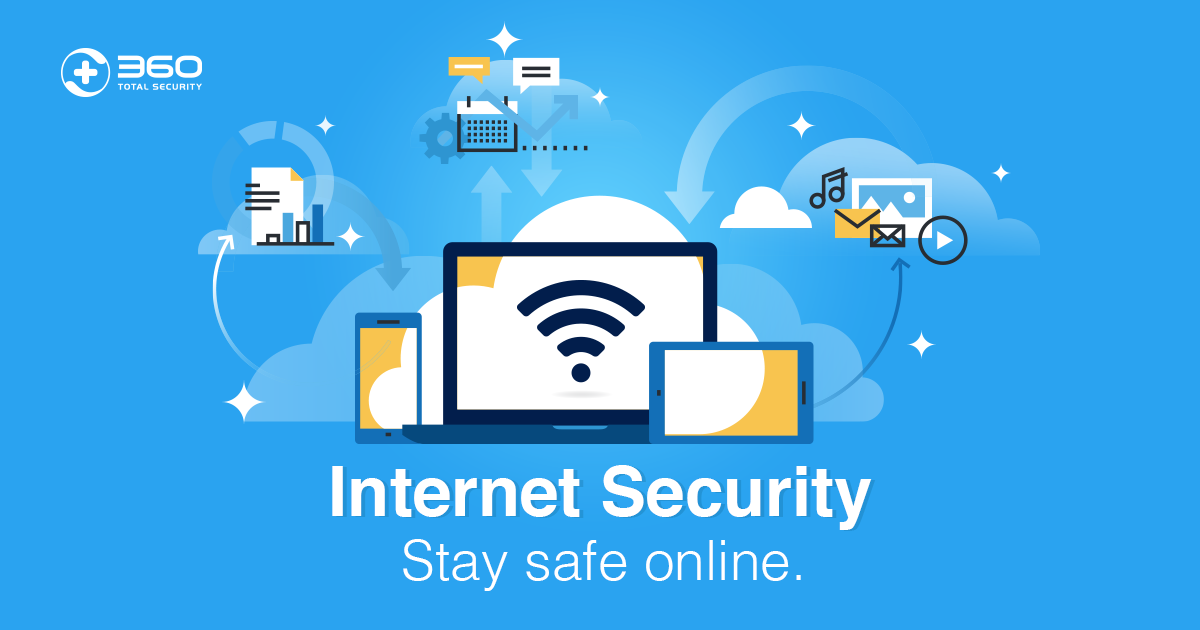 360
TOTAL SECURITY
Internet Security
Stay safe online.